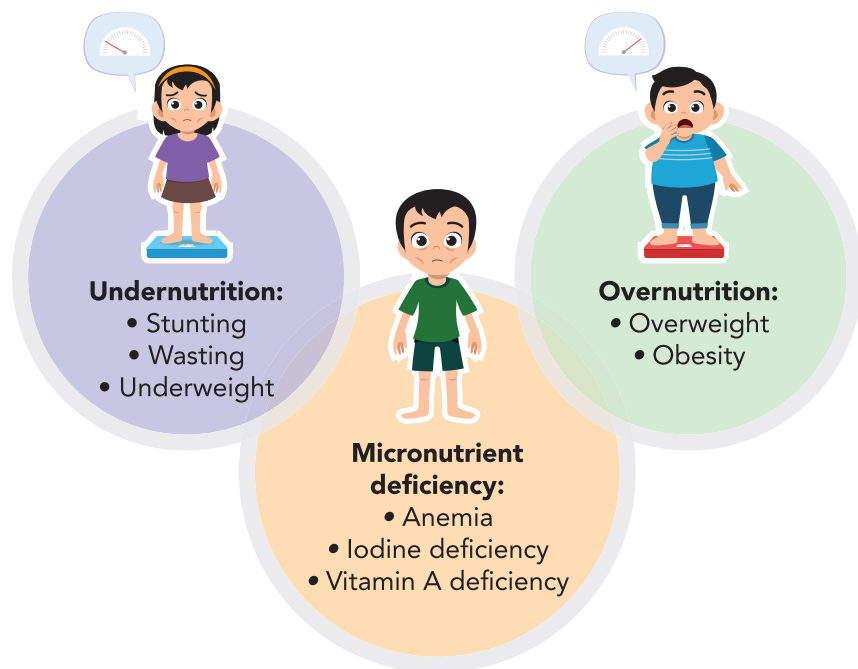 Undernutrition:
• Stunting
• Wasting
• Underweight
Overnutrition:
• Overweight
• Obesity
Micronutrient
deficiency:
• Anemia
• Iodine deficiency
• Vitamin A deficiency